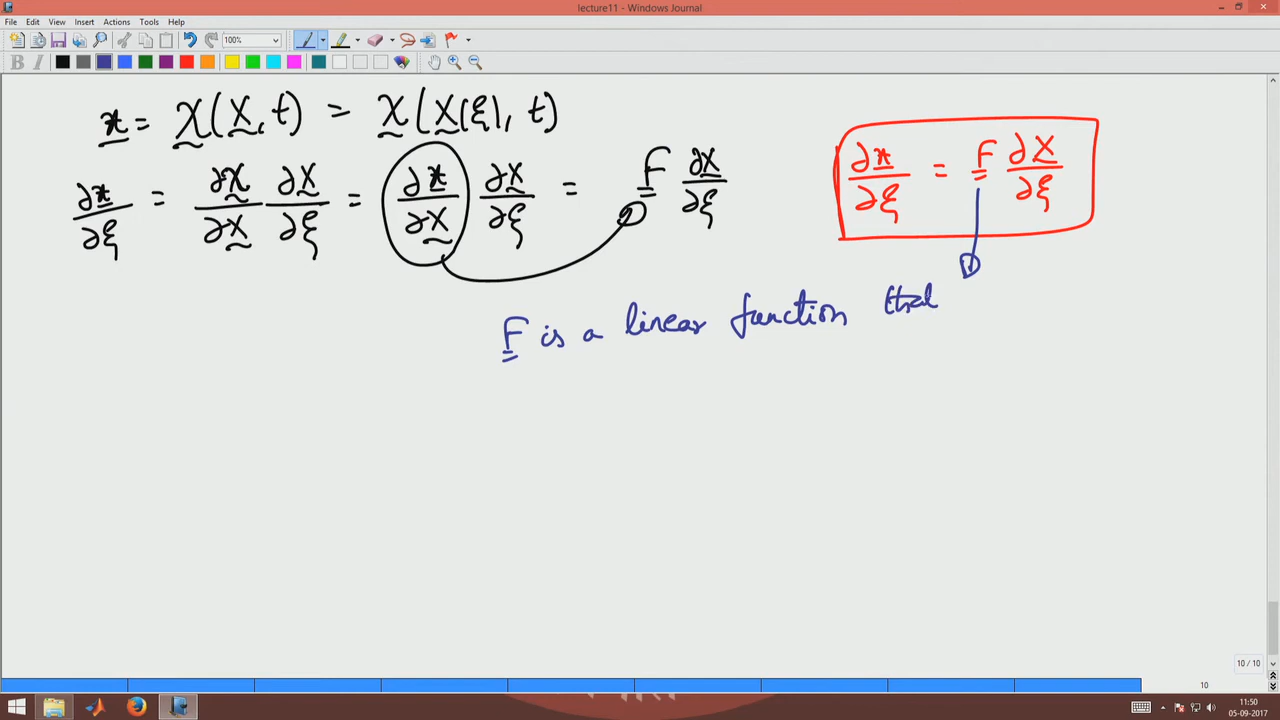 lecture11 - Windows Journal
File Edit View Insert Actions Tools Help
100%
x = χ(X, t) = χ(X(ξ), t)
∂x/∂ξ = ∂χ/∂X ∂X/∂ξ = ∂x/∂X ∂X/∂ξ = F ∂X/∂ξ
∂x/∂ξ = F ∂X/∂ξ
F is a linear function that
10 / 10
10
11:50
05-09-2017